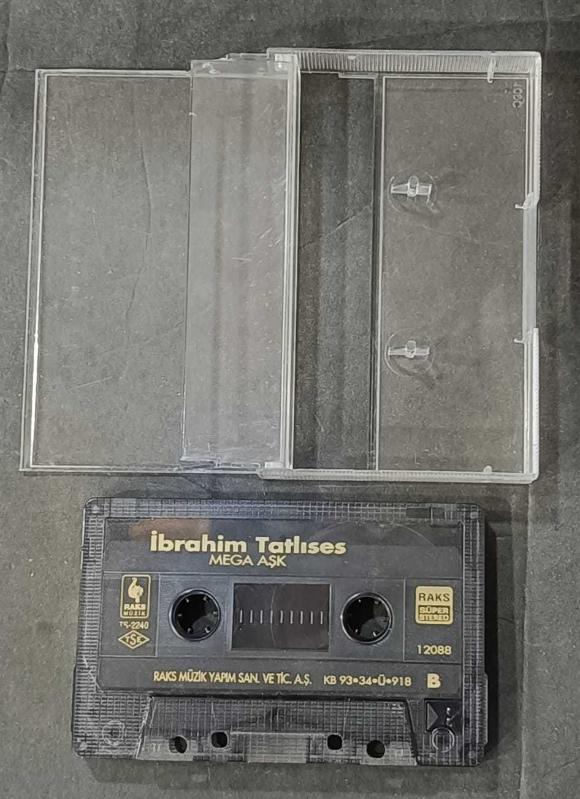 İbrahim Tatlıses
MEGA AŞK
RAKS
MÜZİK
TS-2240
TSE
RAKS
SÜPER
STEREO
12088
RAKS MÜZİK YAPIM SAN. VE TİC. A.Ş. KB 93•34•Ü•918 B